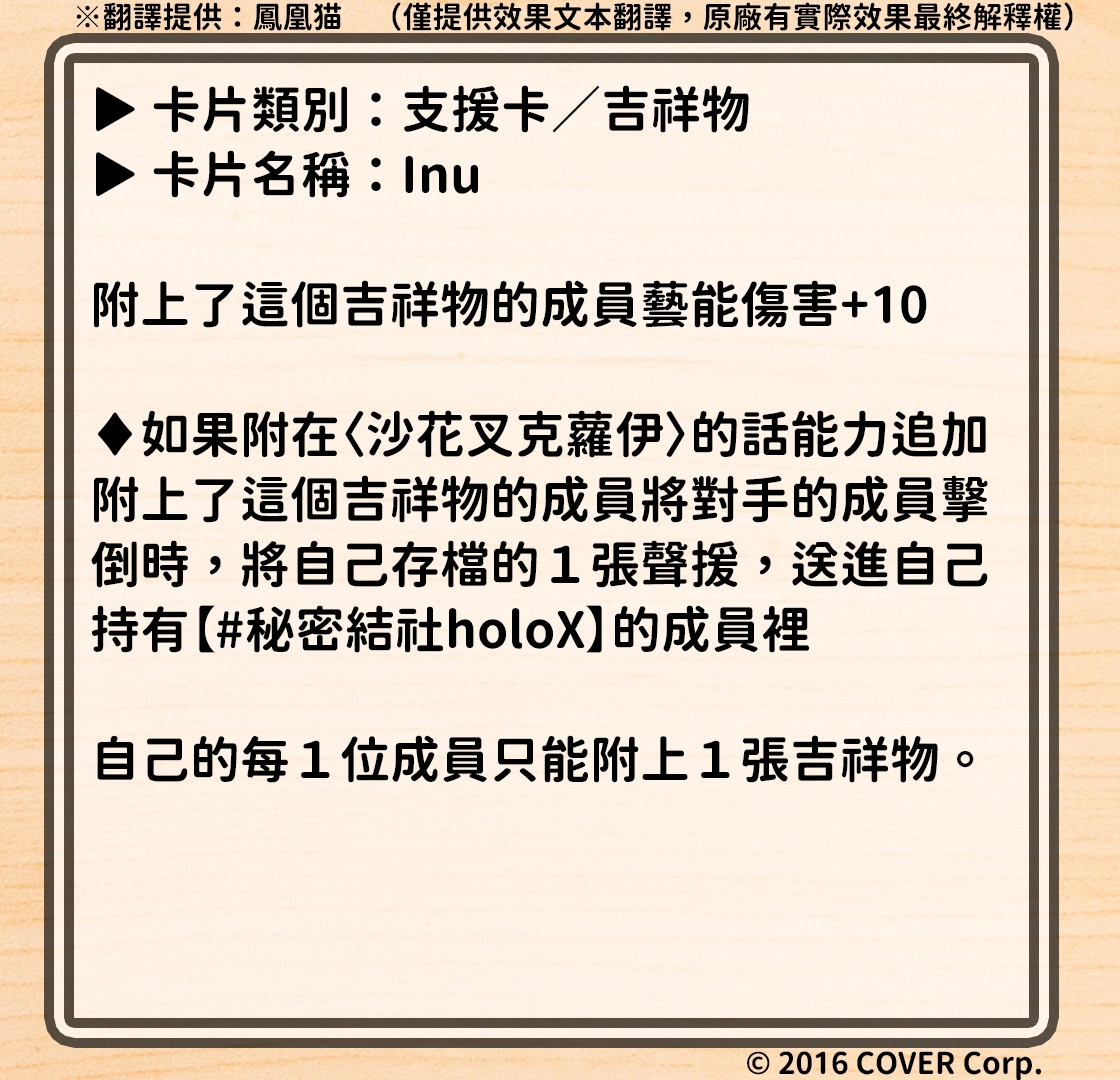 ※翻譯提供：鳳凰猫　（僅提供效果文本翻譯，原廠有實際效果最終解釋權）
▶ 卡片類別：支援卡／吉祥物
▶ 卡片名稱：Inu
附上了這個吉祥物的成員藝能傷害+10
♦如果附在〈沙花叉克蘿伊〉的話能力追加
附上了這個吉祥物的成員將對手的成員擊
倒時，將自己存檔的１張聲援，送進自己
持有【#秘密結社holoX】的成員裡
自己的每１位成員只能附上１張吉祥物。
© 2016 COVER Corp.